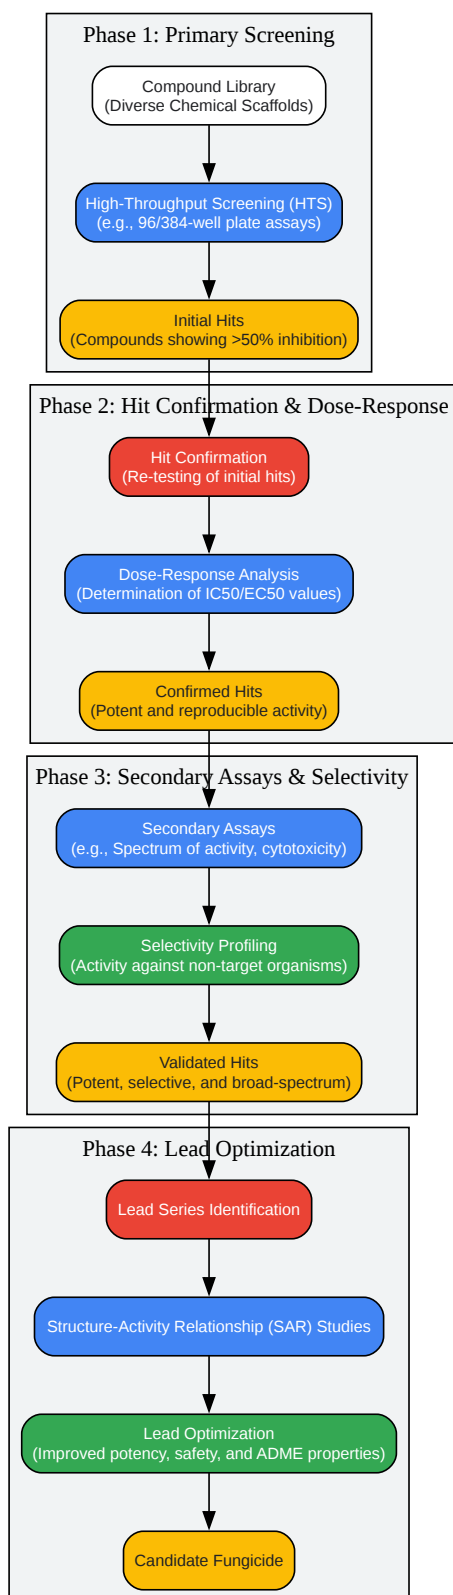 Phase 1: Primary Screening
Compound Library
(Diverse Chemical Scaffolds)
High-Throughput Screening (HTS)
(e.g., 96/384-well plate assays)
Initial Hits
(Compounds showing >50% inhibition)
Phase 2: Hit Confirmation & Dose-Response
Hit Confirmation
(Re-testing of initial hits)
Dose-Response Analysis
(Determination of IC50/EC50 values)
Confirmed Hits
(Potent and reproducible activity)
Phase 3: Secondary Assays & Selectivity
Secondary Assays
(e.g., Spectrum of activity, cytotoxicity)
Selectivity Profiling
(Activity against non-target organisms)
Validated Hits
(Potent, selective, and broad-spectrum)
Phase 4: Lead Optimization
Lead Series Identification
Structure-Activity Relationship (SAR) Studies
Lead Optimization
(Improved potency, safety, and ADME properties)
Candidate Fungicide